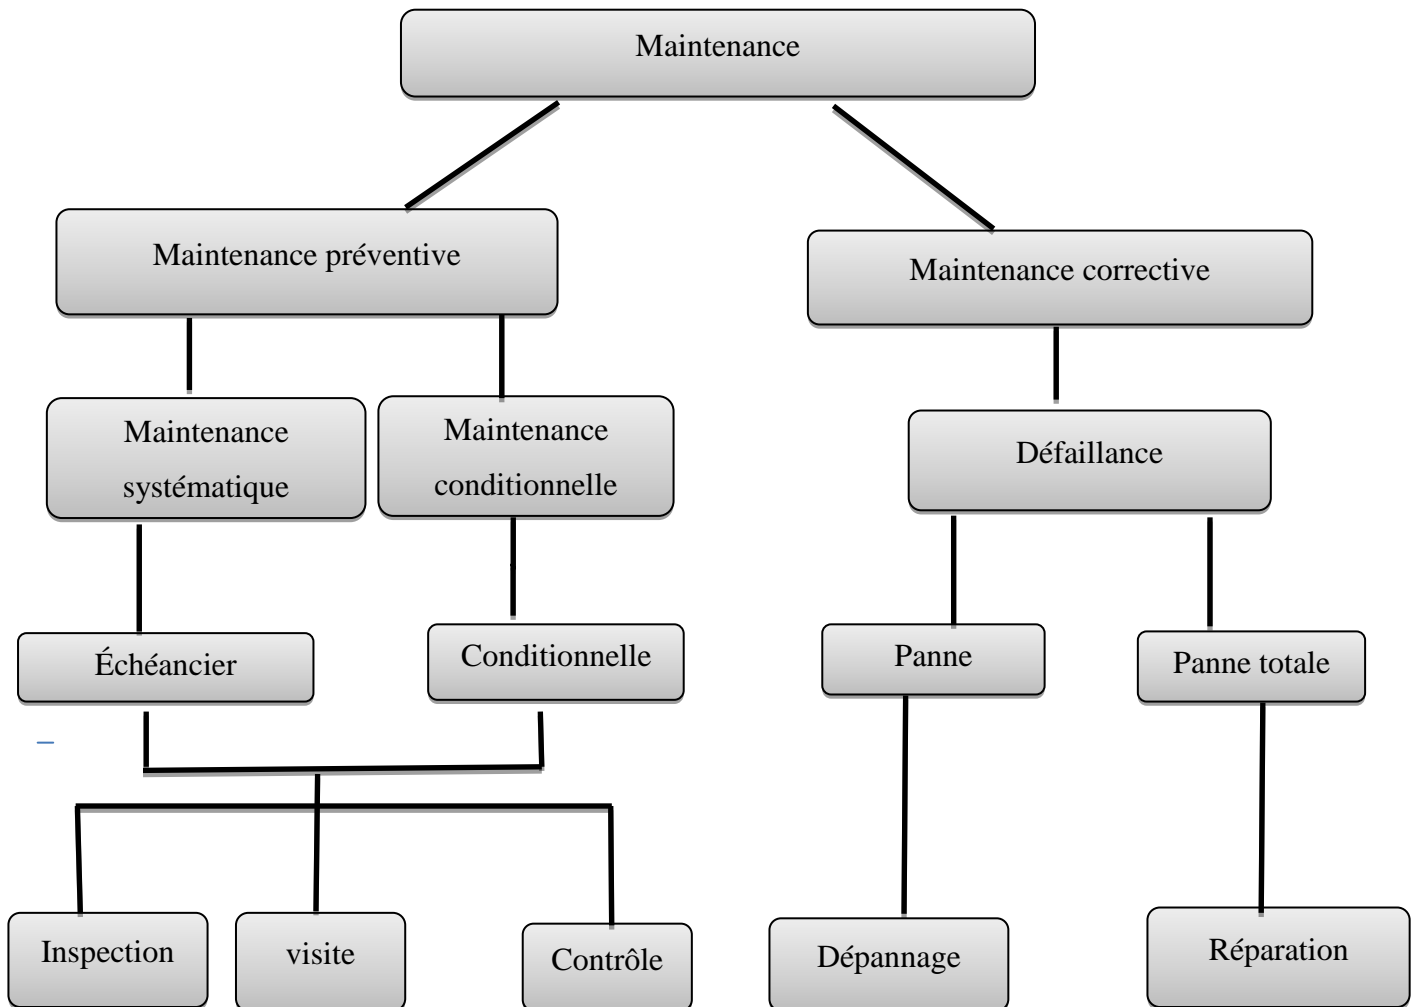 Maintenance
Maintenance préventive
Maintenance corrective
Maintenance
systématique
Maintenance
conditionnelle
Défaillance
Échéancier
Conditionnelle
Panne
Panne totale
Inspection
visite
Contrôle
Dépannage
Réparation